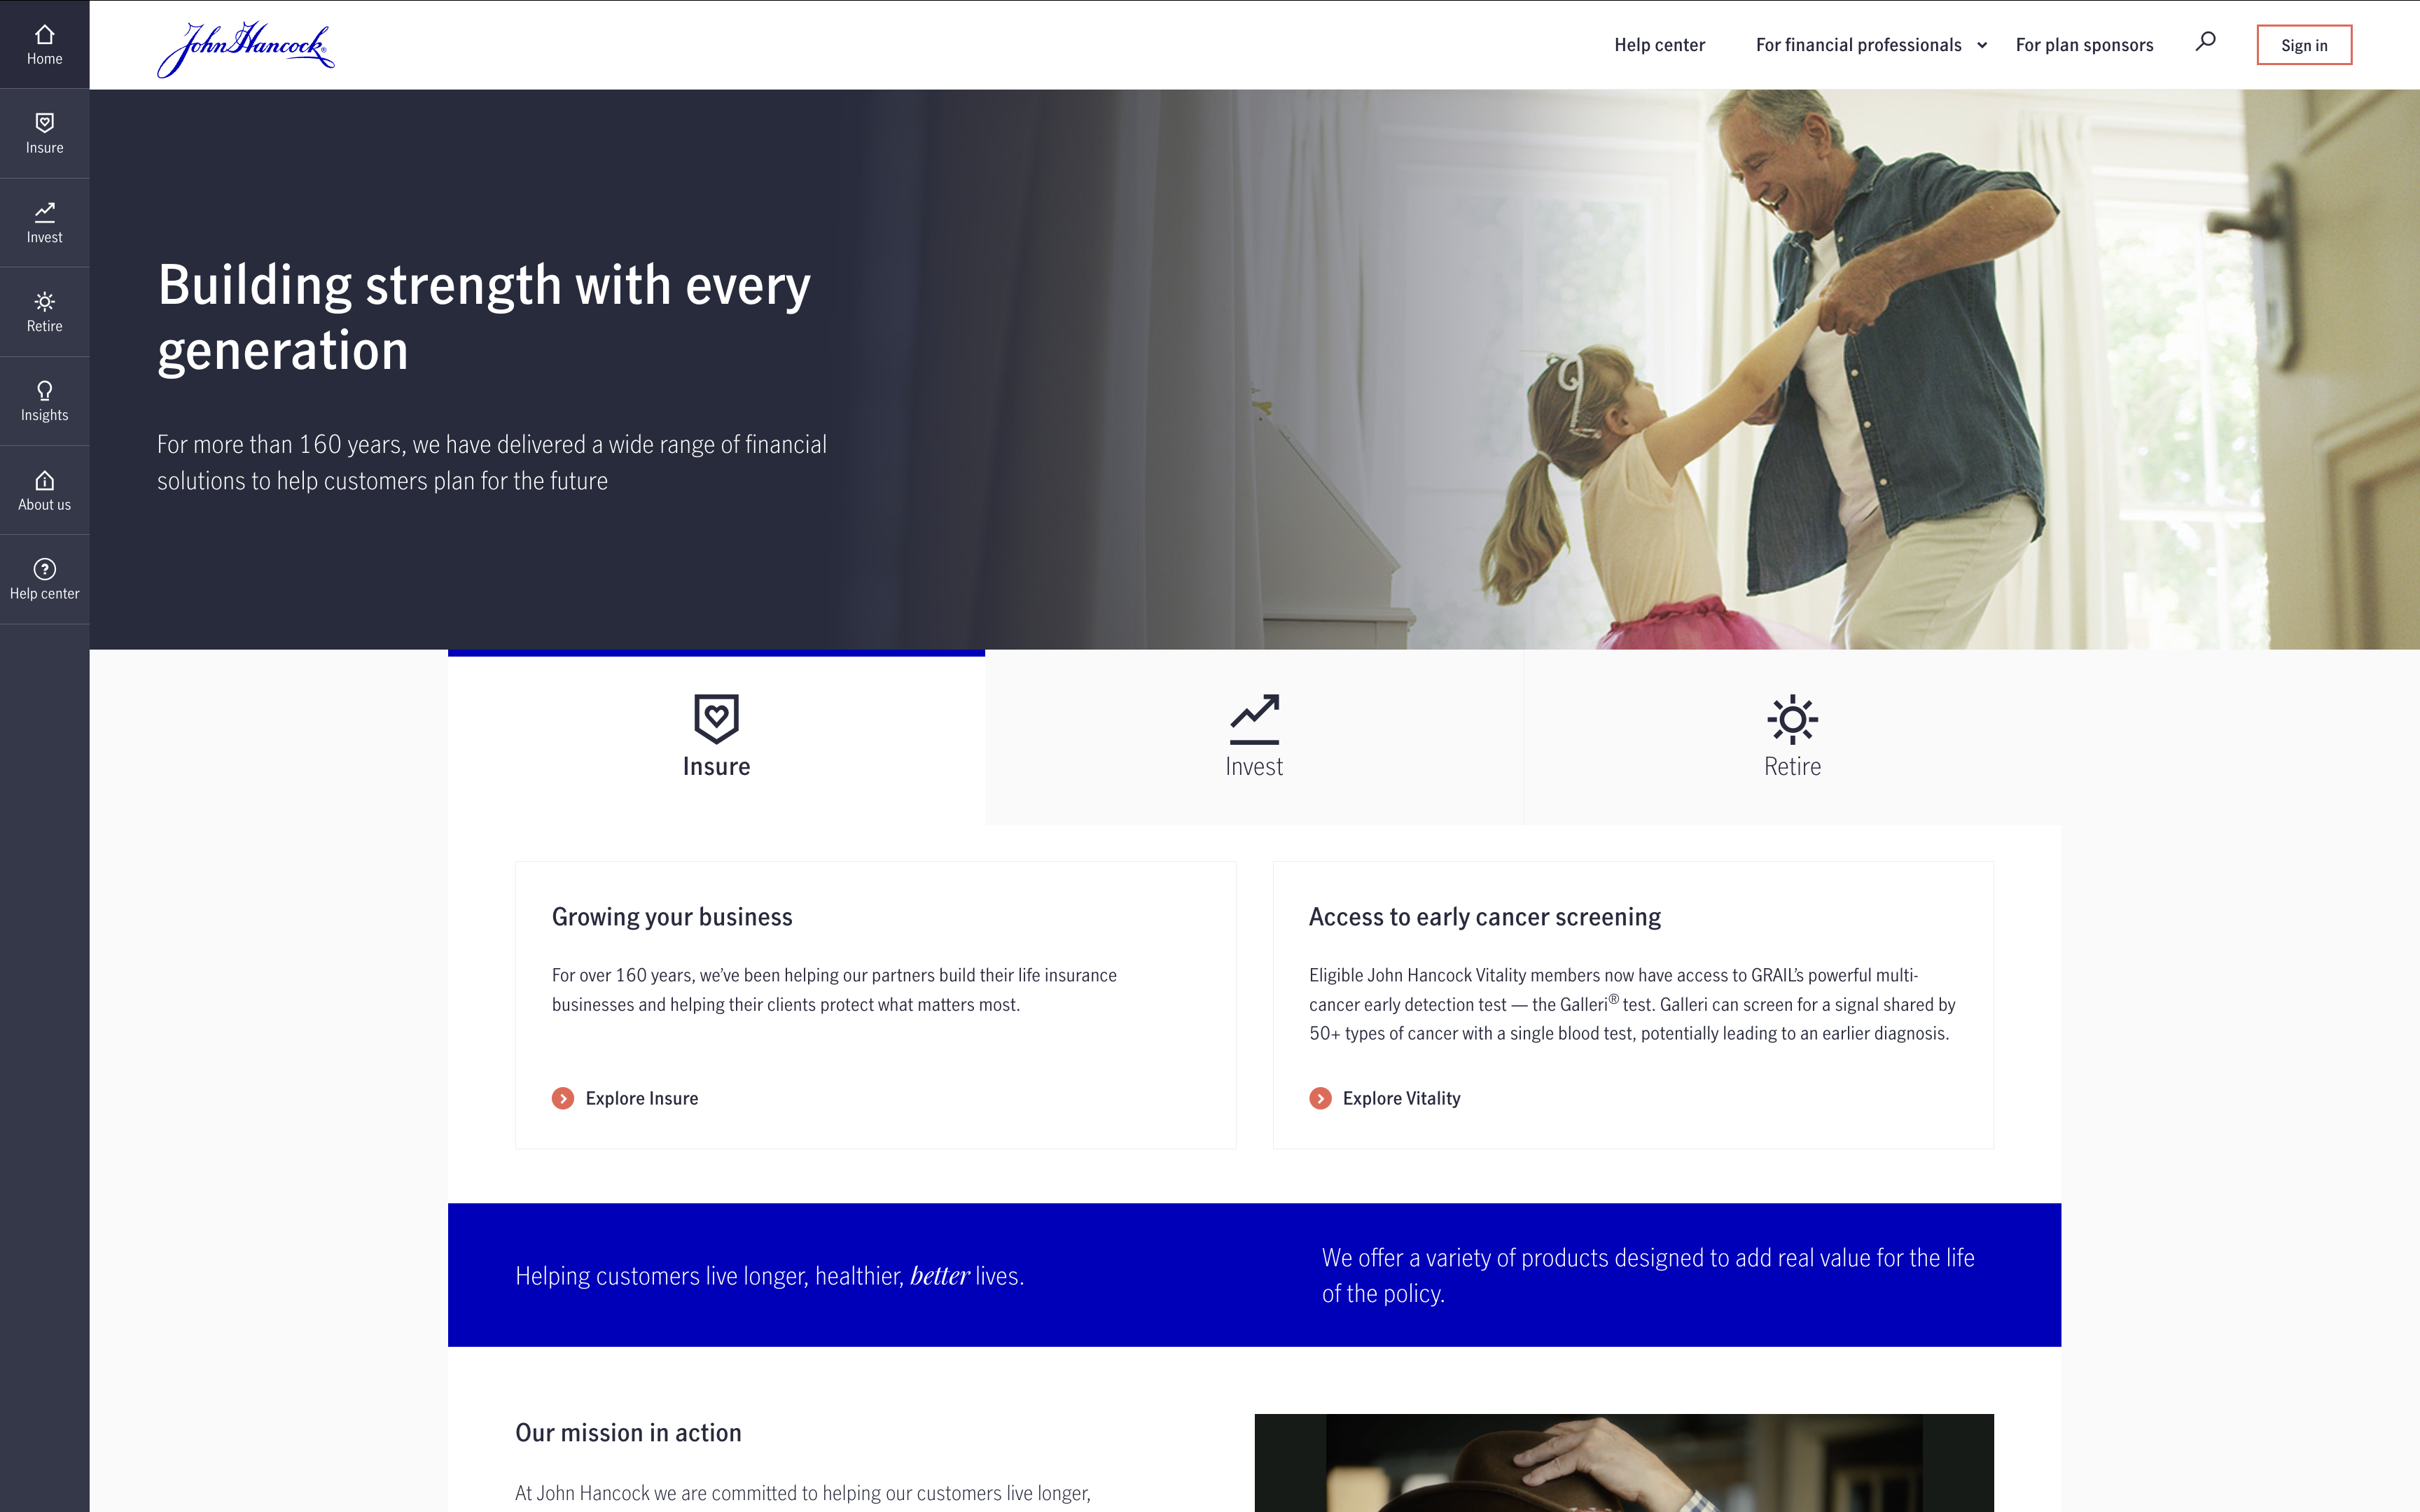 Home
Insure
Invest
Retire
Insights
About us
Help center
John Hancock®
Help center
For financial professionals
For plan sponsors
Sign in
Building strength with every
generation
For more than 160 years, we have delivered a wide range of financial
solutions to help customers plan for the future
Insure
Invest
Retire
Growing your business
For over 160 years, we've been helping our partners build their life insurance
businesses and helping their clients protect what matters most.
Explore Insure
Access to early cancer screening
Eligible John Hancock Vitality members now have access to GRAIL's powerful multi-
cancer early detection test — the Galleri® test. Galleri can screen for a signal shared by
50+ types of cancer with a single blood test, potentially leading to an earlier diagnosis.
Explore Vitality
Helping customers live longer, healthier, better lives.
We offer a variety of products designed to add real value for the life
of the policy.
Our mission in action
At John Hancock we are committed to helping our customers live longer,